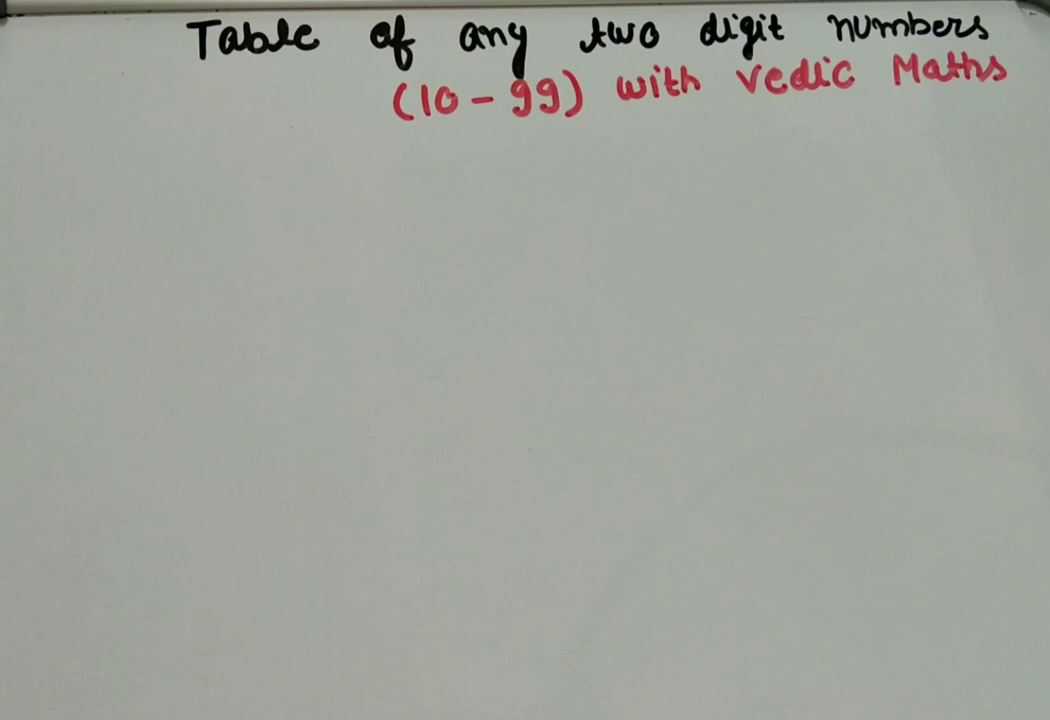 Table of any two digit numbers
(10 - 99) with vedic Maths